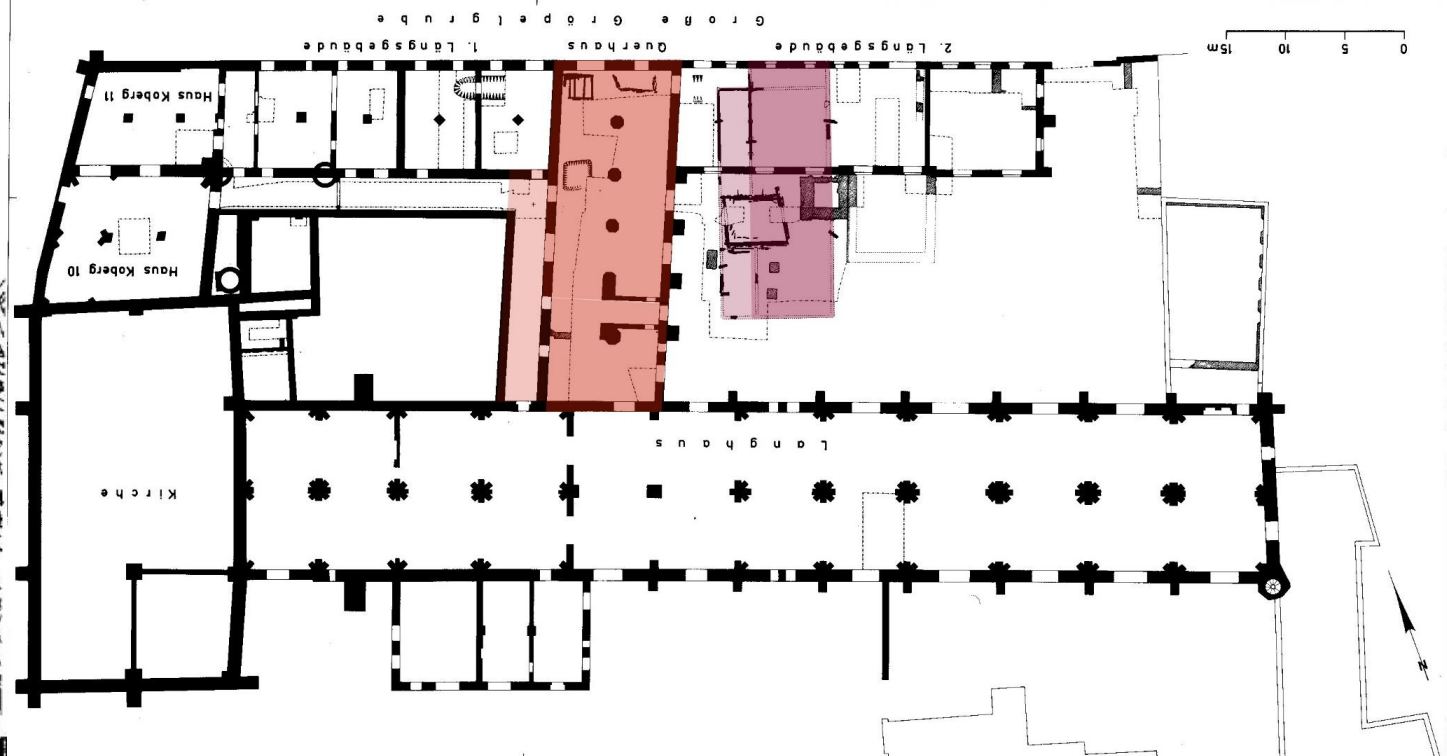 Große Gröpelgrube
2. Längsgebäude
Querhaus
1. Längsgebäude
0 5 10 15m
Haus Koberg 11
Haus Koberg 10
Langhaus
Kirche
N